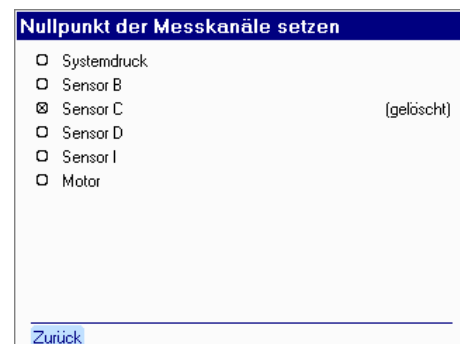 Nullpunkt der Messkanäle setzen
Systemdruck
Sensor B
Sensor C (gelöscht)
Sensor D
Sensor I
Motor
Zurück